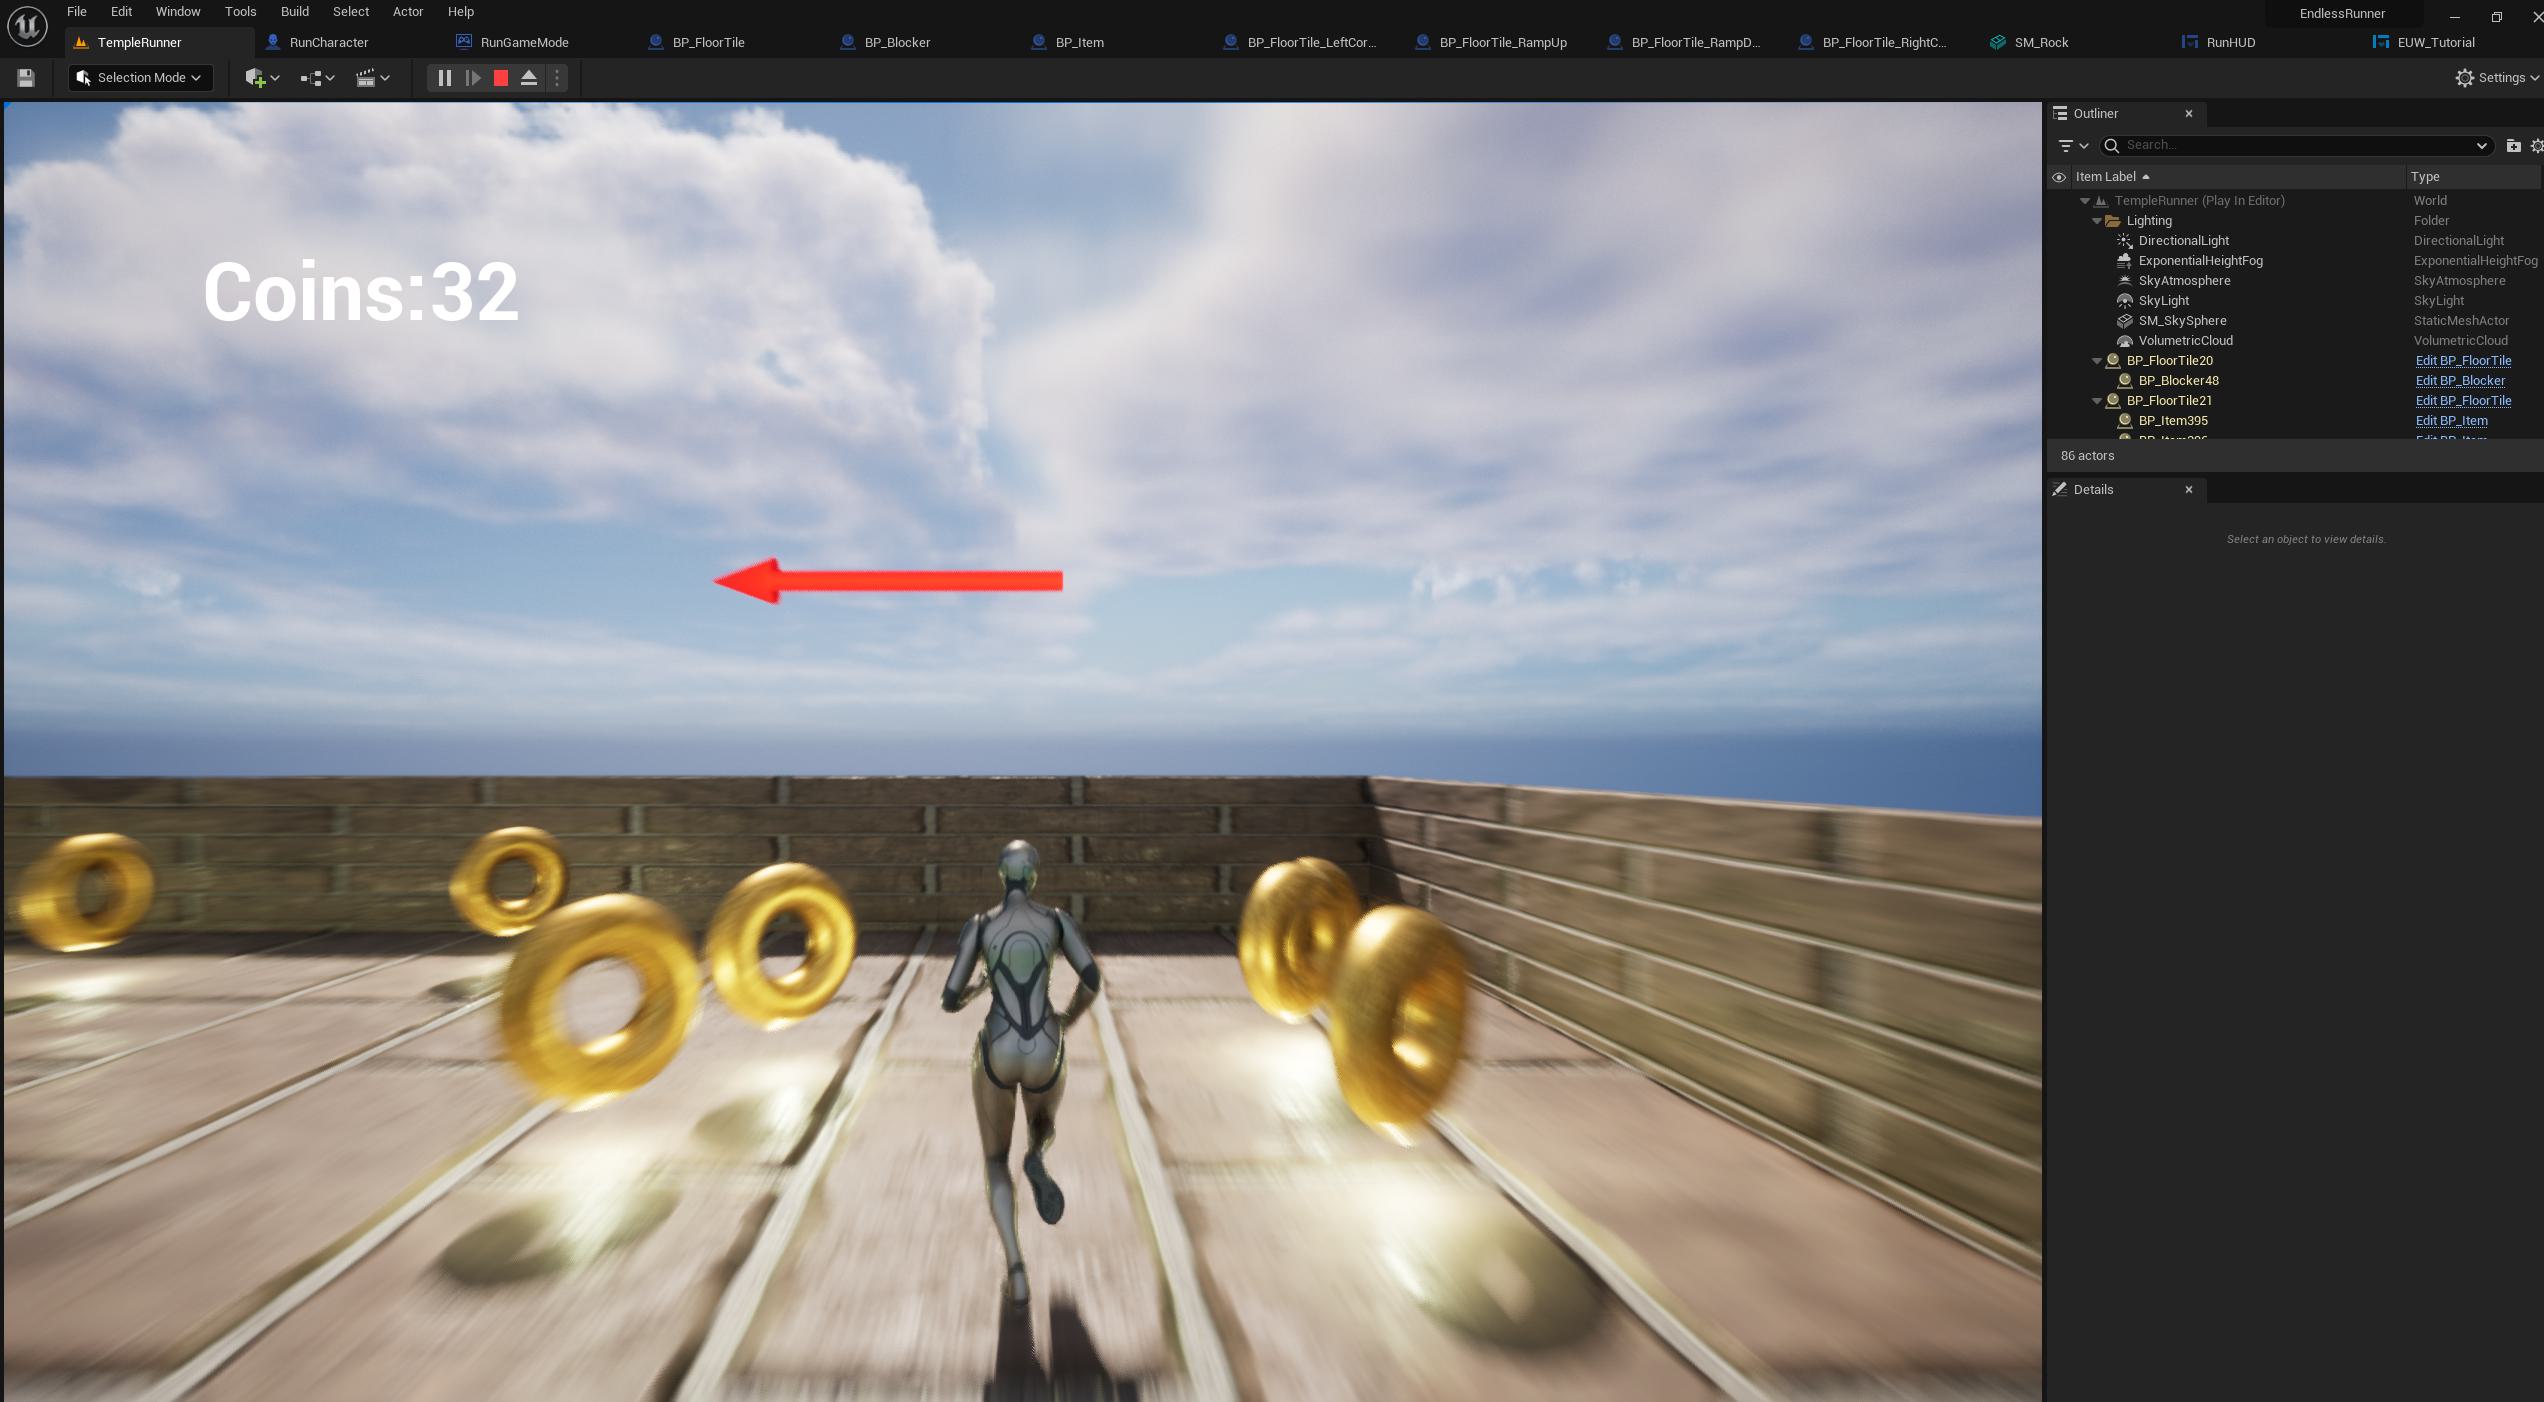 File Edit Window Tools Build Select Actor Help
EndlessRunner
TempleRunner RunCharacter RunGameMode BP_FloorTile BP_Blocker BP_Item BP_FloorTile_LeftCor... BP_FloorTile_RampUp BP_FloorTile_RampD... BP_FloorTile_RightC... SM_Rock RunHUD EUW_Tutorial
Selection Mode
Settings
Outliner
Search...
Item Label Type
TempleRunner (Play In Editor) World
Lighting Folder
DirectionalLight DirectionalLight
ExponentialHeightFog ExponentialHeightFog
SkyAtmosphere SkyAtmosphere
SkyLight SkyLight
SM_SkySphere StaticMeshActor
VolumetricCloud VolumetricCloud
BP_FloorTile20 Edit BP_FloorTile
BP_Blocker48 Edit BP_Blocker
BP_FloorTile21 Edit BP_FloorTile
BP_Item395 Edit BP_Item
86 actors
Details
Select an object to view details.
Coins:32